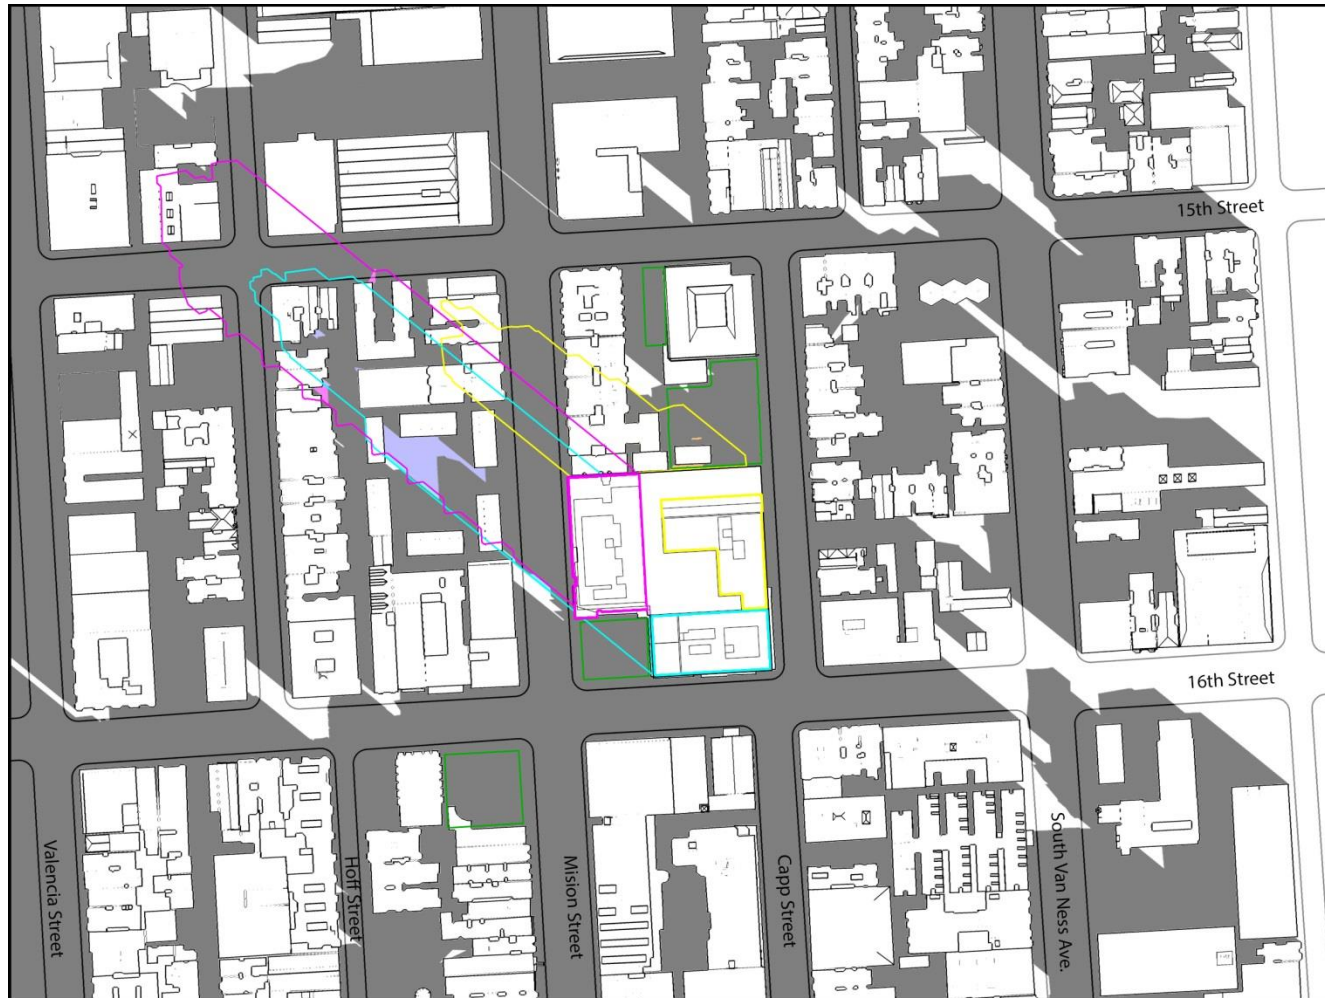 15th Street
16th Street
Valencia Street
Hoff Street
Mision Street
Capp Street
South Van Ness Ave.